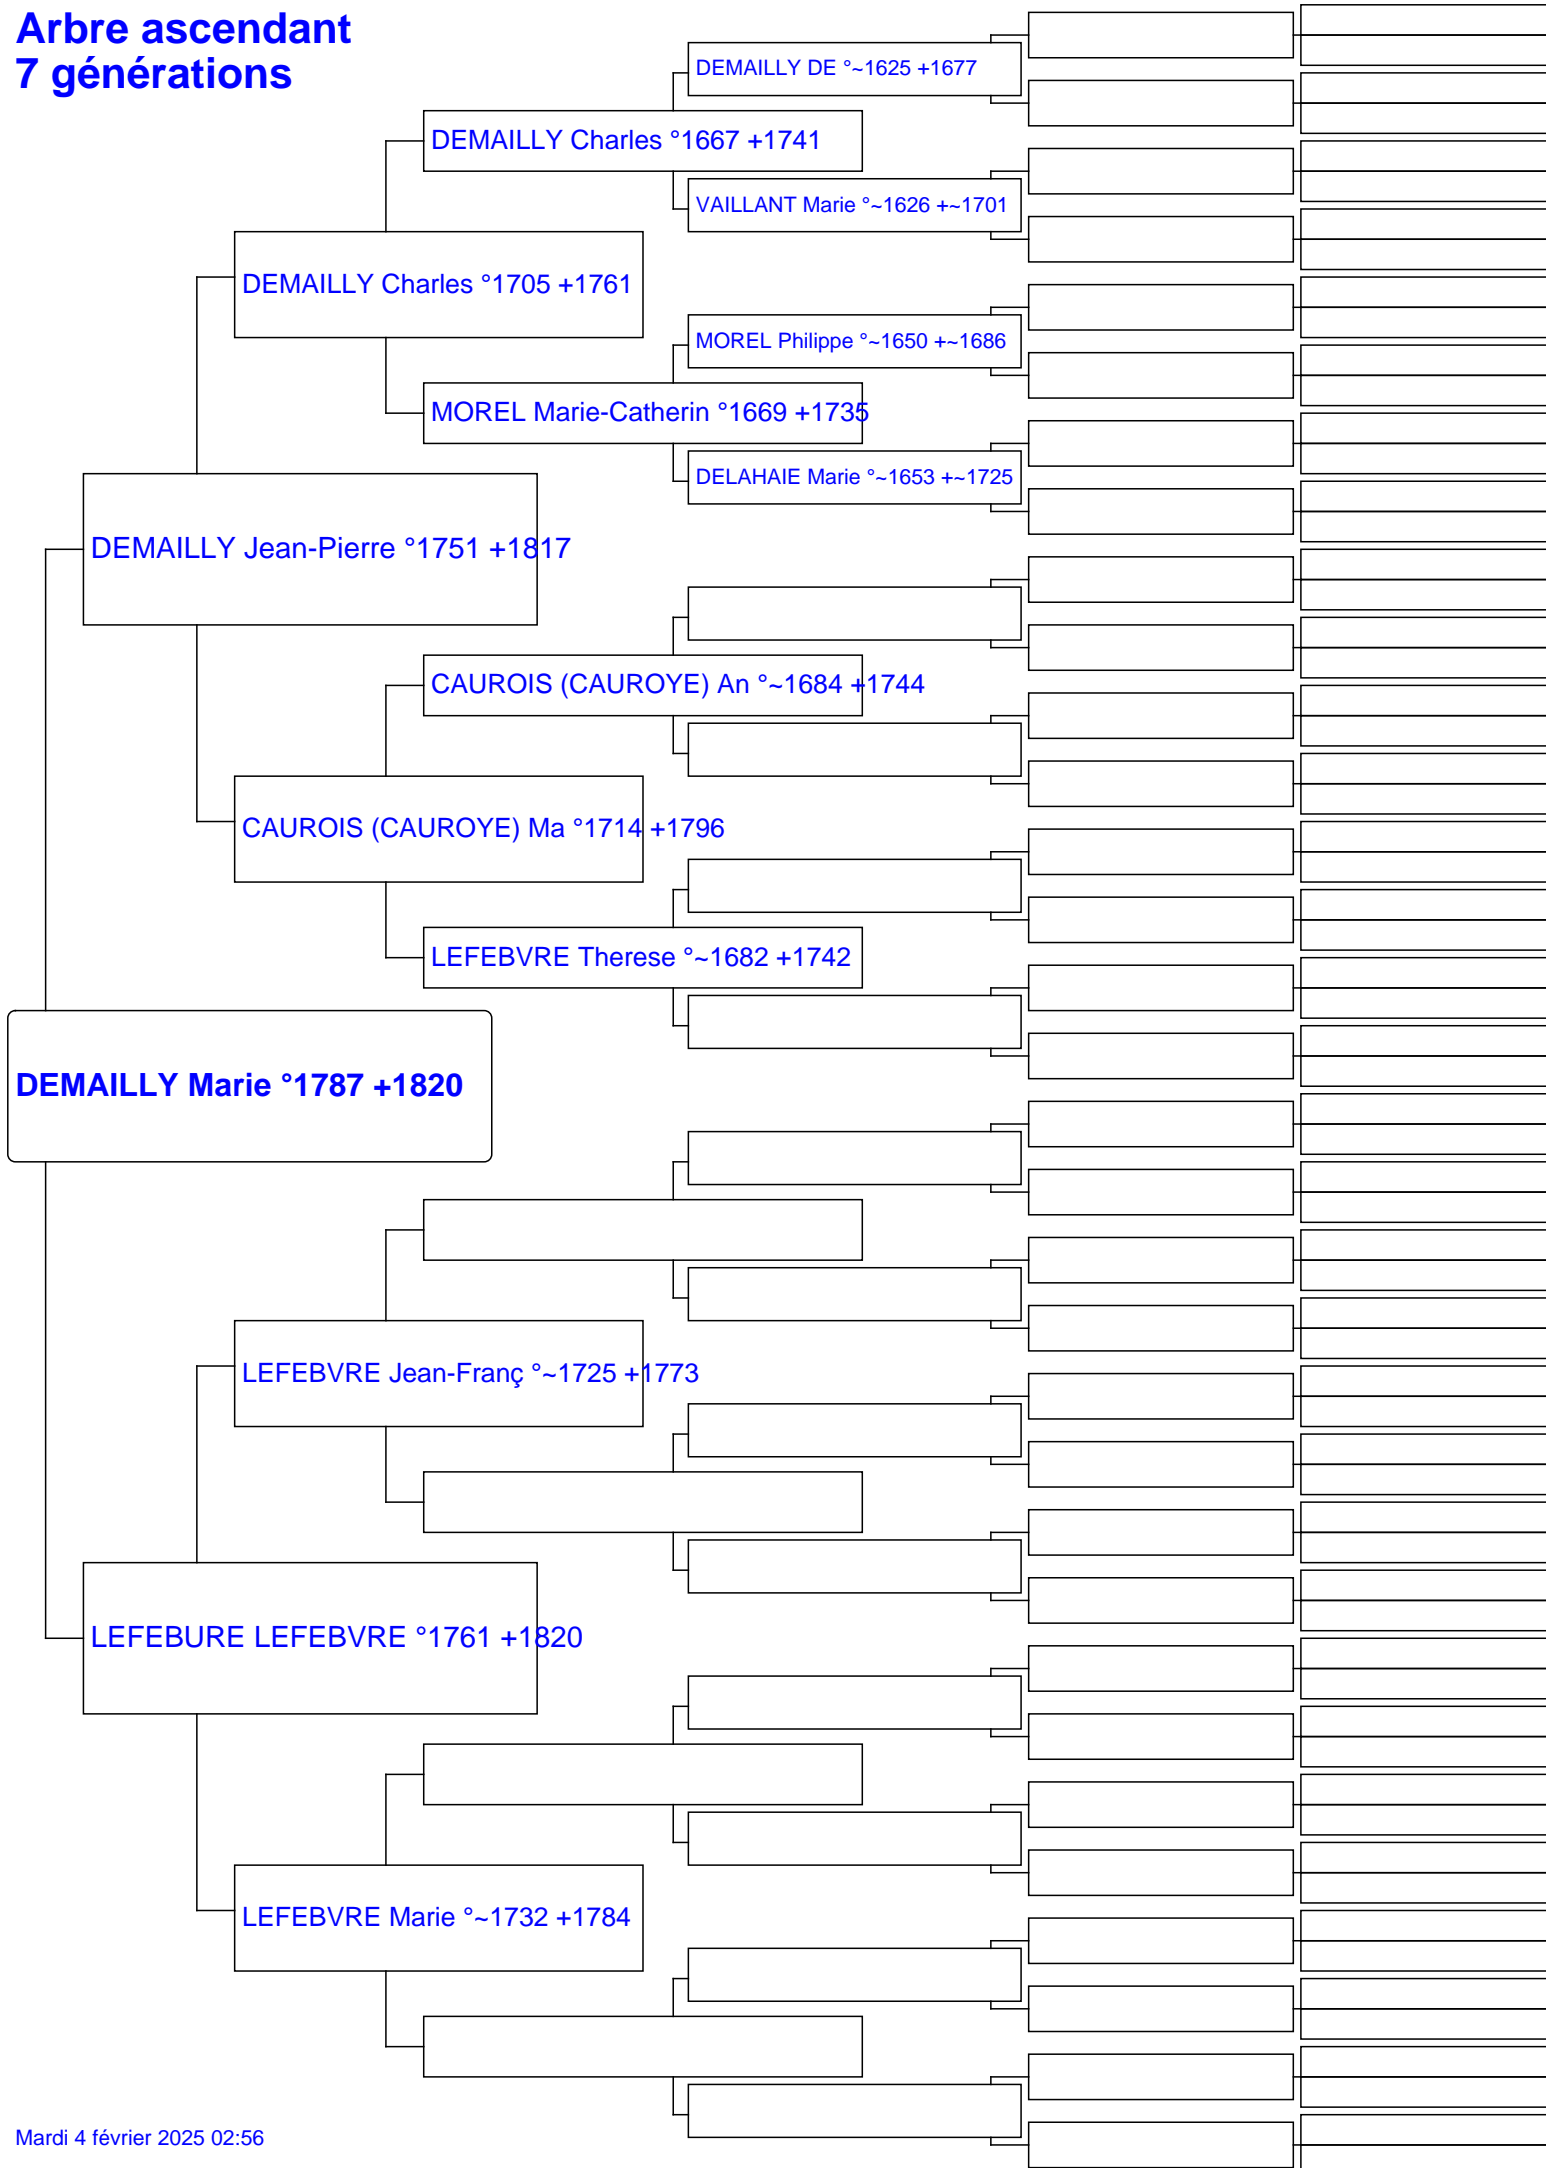 Arbre ascendant
7 générations
DEMAILLY DE °~1625 +1677
DEMAILLY Charles °1667 +1741
VAILLANT Marie °~1626 +~1701
DEMAILLY Charles °1705 +1761
MOREL Philippe °~1650 +~1686
MOREL Marie-Catherin °1669 +1735
DELAHAIE Marie °~1653 +~1725
DEMAILLY Jean-Pierre °1751 +1817
CAUROIS (CAUROYE) An °~1684 +1744
CAUROIS (CAUROYE) Ma °1714 +1796
LEFEBVRE Therese °~1682 +1742
DEMAILLY Marie °1787 +1820
LEFEBVRE Jean-Franç °~1725 +1773
LEFEBURE LEFEBVRE °1761 +1820
LEFEBVRE Marie °~1732 +1784
Mardi 4 février 2025 02:56